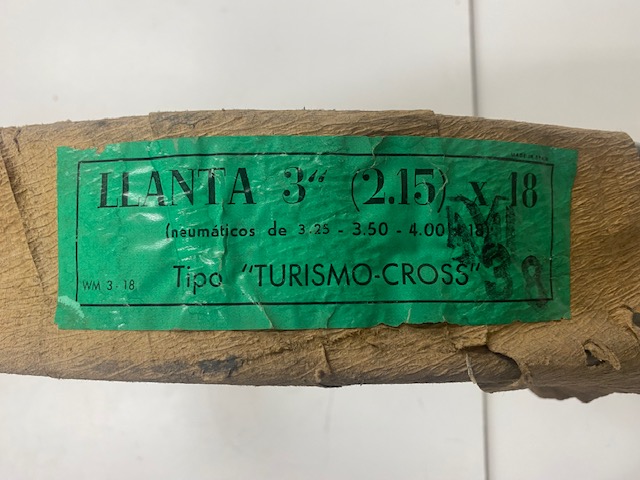 LLANTA 3“ (2.15) x 18
(neumáticos de 3.25 - 3.50 - 4.00 x 18)
Tipo “TURISMO-CROSS”
WM 3 - 18